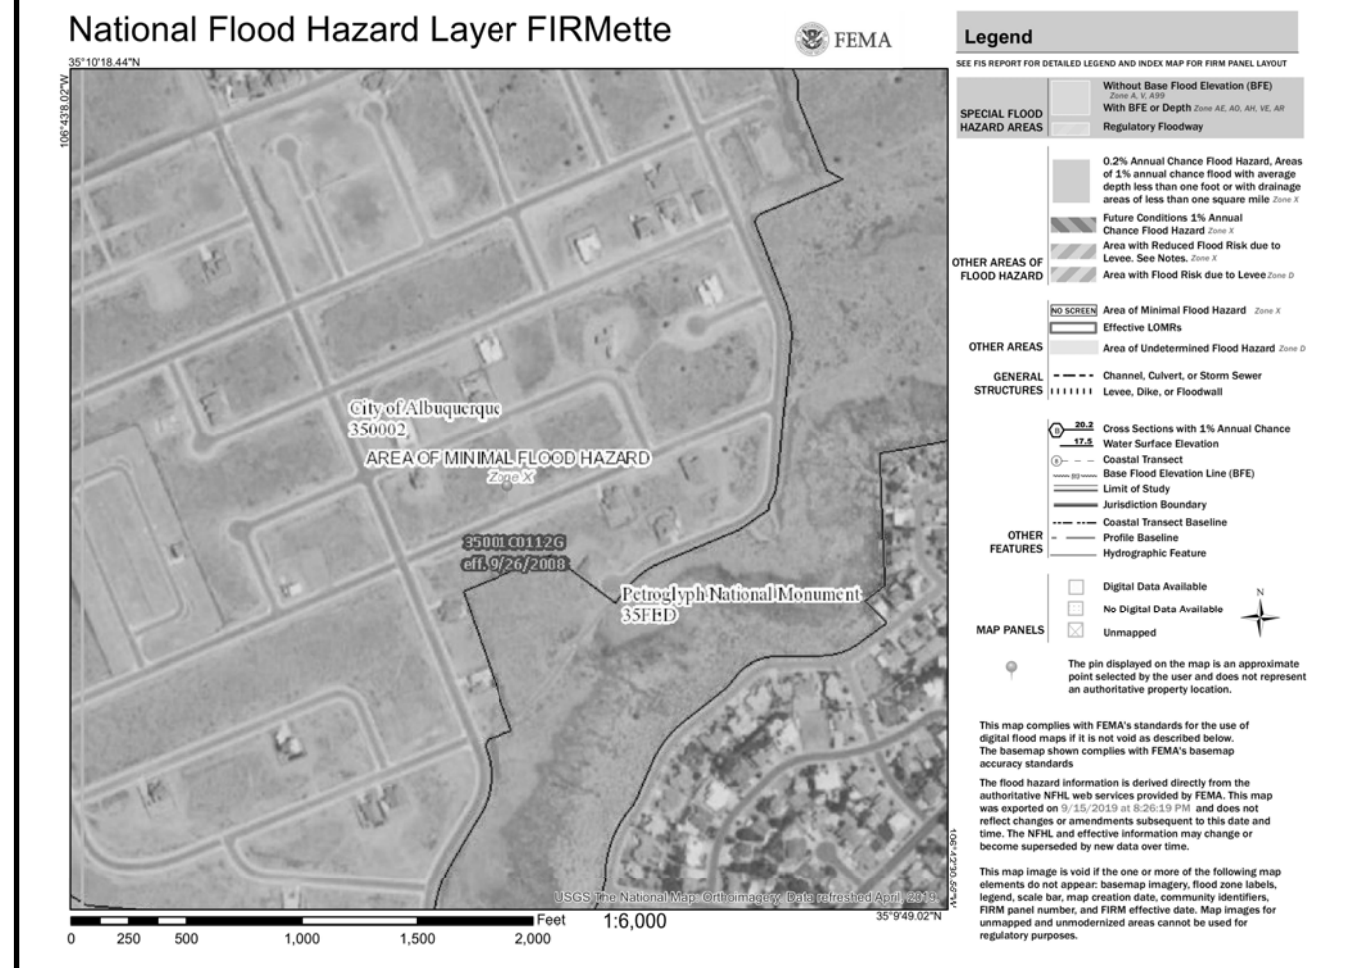 National Flood Hazard Layer FIRMette
FEMA
35°10'18.44"N
106°43'8.02"W
City of Albuquerque
350002
AREA OF MINIMAL FLOOD HAZARD
Zone X
35001C0112G
eff. 9/26/2008
Petroglyph National Monument
35FED
USGS The National Map: Orthoimagery. Data refreshed April, 2019.
106°42'30.56"W
35°9'49.02"N
Feet
1:6,000
0
250
500
1,000
1,500
2,000
Legend
SEE FIS REPORT FOR DETAILED LEGEND AND INDEX MAP FOR FIRM PANEL LAYOUT
SPECIAL FLOOD
HAZARD AREAS
Without Base Flood Elevation (BFE)
Zone A, V, A99
With BFE or Depth Zone AE, AO, AH, VE, AR
Regulatory Floodway
OTHER AREAS OF
FLOOD HAZARD
0.2% Annual Chance Flood Hazard, Areas
of 1% annual chance flood with average
depth less than one foot or with drainage
areas of less than one square mile Zone X
Future Conditions 1% Annual
Chance Flood Hazard Zone X
Area with Reduced Flood Risk due to
Levee. See Notes. Zone X
Area with Flood Risk due to Levee Zone D
OTHER AREAS
NO SCREEN Area of Minimal Flood Hazard Zone X
Effective LOMRs
Area of Undetermined Flood Hazard Zone D
GENERAL
STRUCTURES
Channel, Culvert, or Storm Sewer
Levee, Dike, or Floodwall
OTHER
FEATURES
B 20.2 Cross Sections with 1% Annual Chance
17.5 Water Surface Elevation
8 Coastal Transect
513 Base Flood Elevation Line (BFE)
Limit of Study
Jurisdiction Boundary
Coastal Transect Baseline
Profile Baseline
Hydrographic Feature
MAP PANELS
Digital Data Available
No Digital Data Available
Unmapped
N
The pin displayed on the map is an approximate
point selected by the user and does not represent
an authoritative property location.
This map complies with FEMA's standards for the use of
digital flood maps if it is not void as described below.
The basemap shown complies with FEMA's basemap
accuracy standards
The flood hazard information is derived directly from the
authoritative NFHL web services provided by FEMA. This map
was exported on 9/15/2019 at 8:26:19 PM and does not
reflect changes or amendments subsequent to this date and
time. The NFHL and effective information may change or
become superseded by new data over time.
This map image is void if the one or more of the following map
elements do not appear: basemap imagery, flood zone labels,
legend, scale bar, map creation date, community identifiers,
FIRM panel number, and FIRM effective date. Map images for
unmapped and unmodernized areas cannot be used for
regulatory purposes.